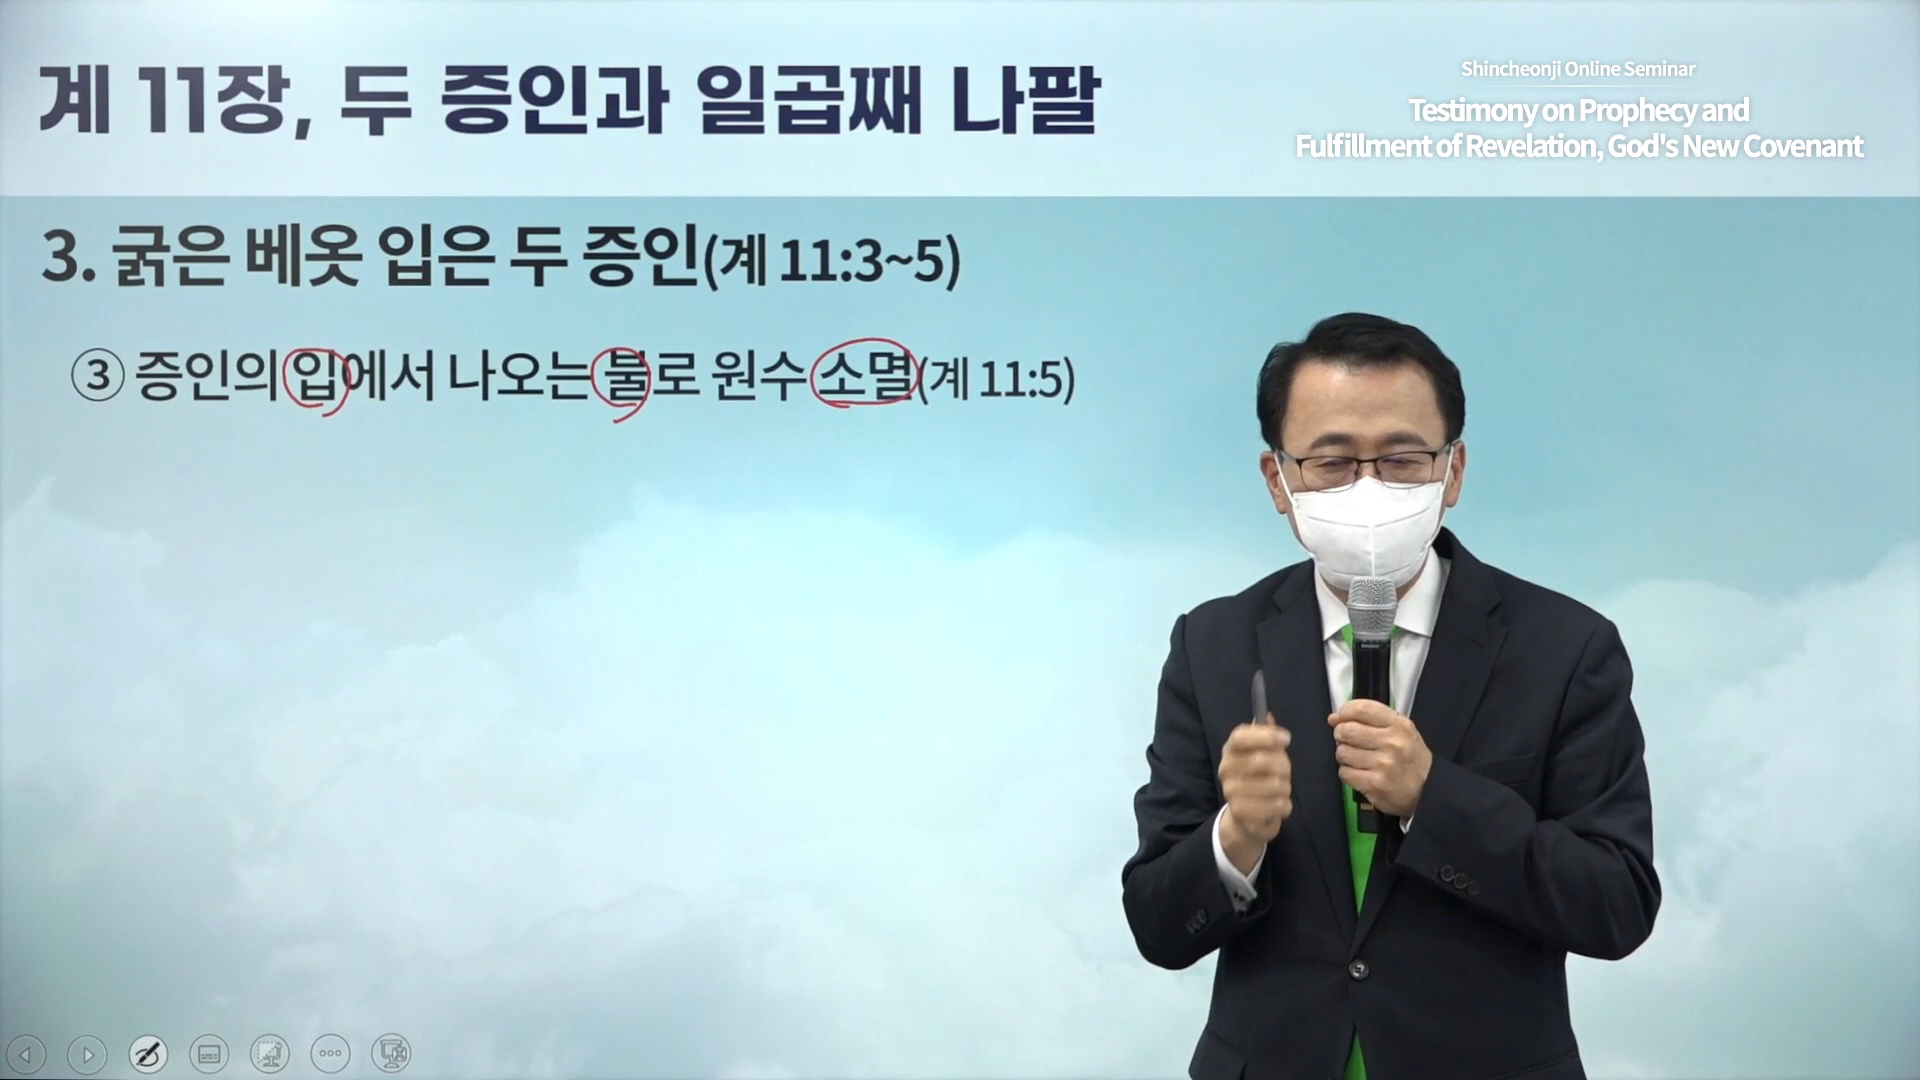 계 11장, 두 증인과 일곱째 나팔
Shincheonji Online Seminar
Testimony on Prophecy and
Fulfillment of Revelation, God's New Covenant
3. 굵은 베옷 입은 두 증인(계 11:3~5)
③ 증인의 입에서 나오는 불로 원수 소멸(계 11:5)